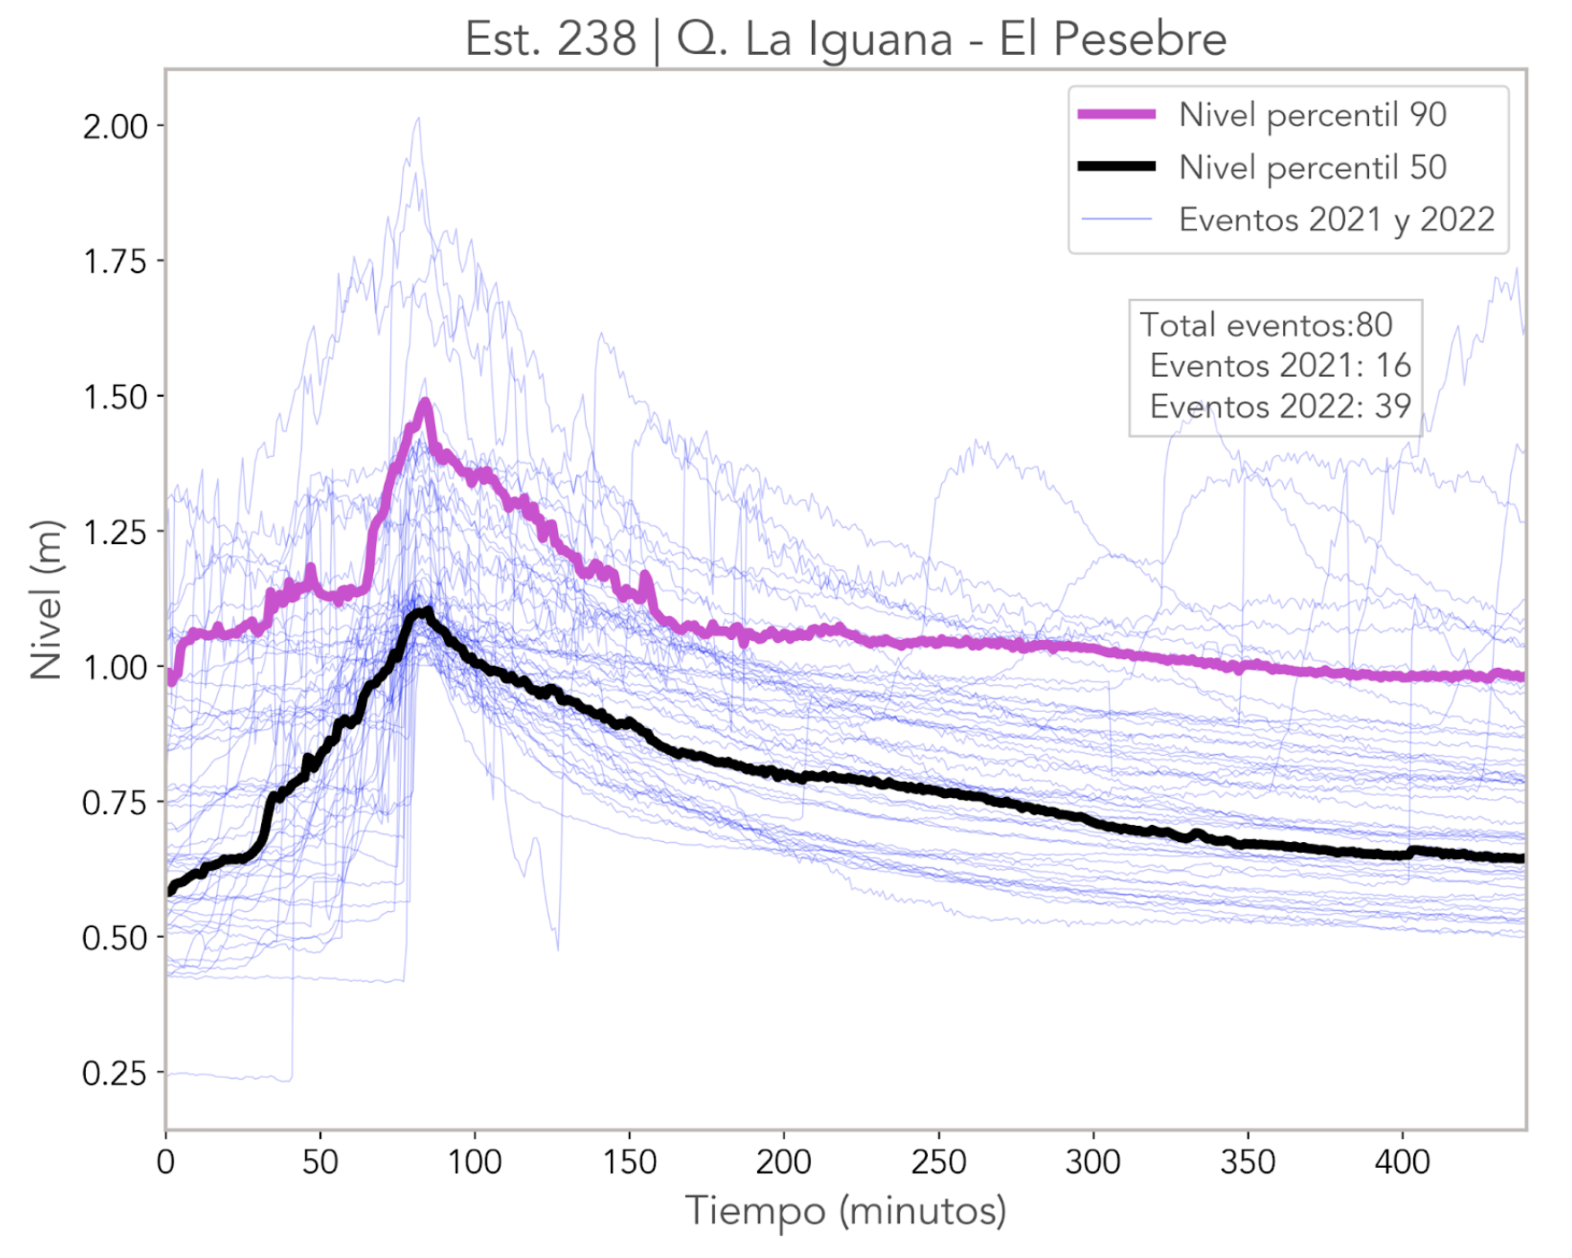 Est. 238 | Q. La Iguana - El Pesebre
Nivel percentil 90
Nivel percentil 50
Eventos 2021 y 2022
Total eventos:80
Eventos 2021: 16
Eventos 2022: 39
Nivel (m)
2.00
1.75
1.50
1.25
1.00
0.75
0.50
0.25
0 50 100 150 200 250 300 350 400
Tiempo (minutos)